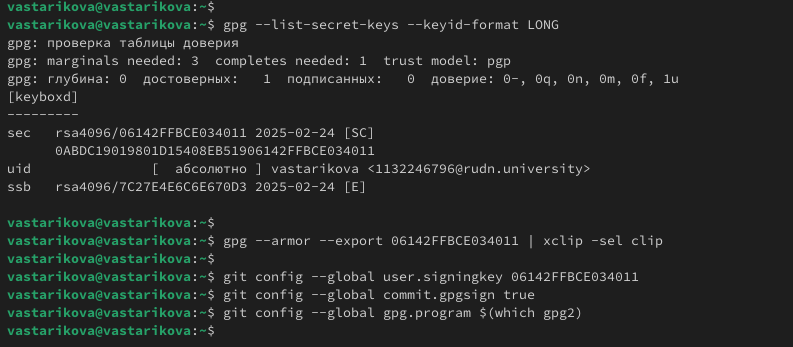 vastarikova@vastarikova:~$
vastarikova@vastarikova:~$ gpg --list-secret-keys --keyid-format LONG
gpg: проверка таблицы доверия
gpg: marginals needed: 3  completes needed: 1  trust model: pgp
gpg: глубина: 0  достоверных:   1  подписанных:   0  доверие: 0-, 0q, 0n, 0m, 0f, 1u
[keyboxd]
---------
sec   rsa4096/06142FFBCE034011 2025-02-24 [SC]
      0ABDC19019801D15408EB51906142FFBCE034011
uid               [  абсолютно ] vastarikova <1132246796@rudn.university>
ssb   rsa4096/7C27E4E6C6E670D3 2025-02-24 [E]

vastarikova@vastarikova:~$
vastarikova@vastarikova:~$ gpg --armor --export 06142FFBCE034011 | xclip -sel clip
vastarikova@vastarikova:~$
vastarikova@vastarikova:~$ git config --global user.signingkey 06142FFBCE034011
vastarikova@vastarikova:~$ git config --global commit.gpgsign true
vastarikova@vastarikova:~$ git config --global gpg.program $(which gpg2)
vastarikova@vastarikova:~$